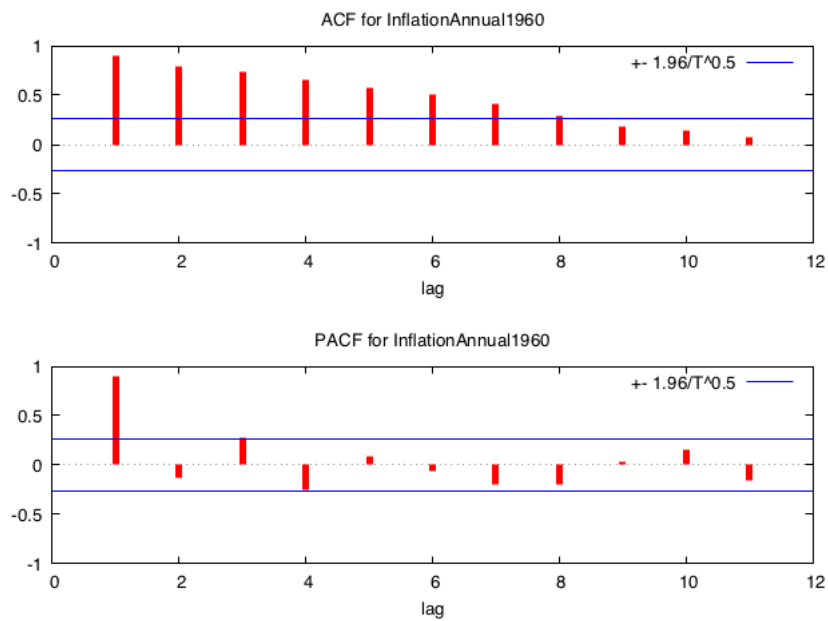 ACF for InflationAnnual1960
+- 1.96/T^0.5
1
0.5
0
-0.5
-1
0 2 4 6 8 10 12
lag
PACF for InflationAnnual1960
+- 1.96/T^0.5
1
0.5
0
-0.5
-1
0 2 4 6 8 10 12
lag